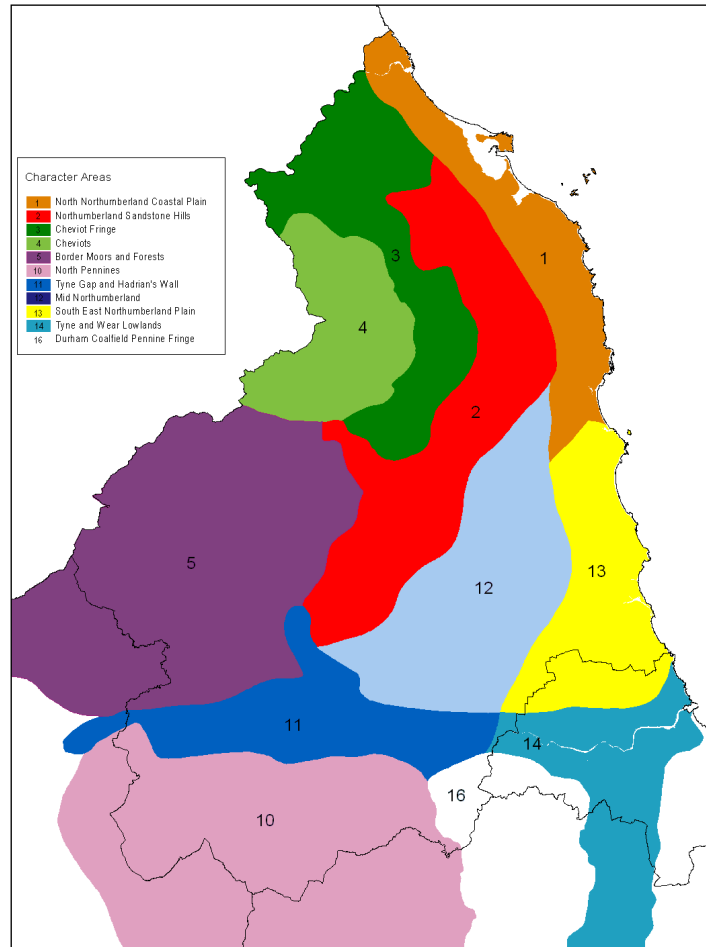 Character Areas
1 North Northumberland Coastal Plain
2 Northumberland Sandstone Hills
3 Cheviot Fringe
4 Cheviots
5 Border Moors and Forests
10 North Pennines
11 Tyne Gap and Hadrian's Wall
12 Mid Northumberland
13 South East Northumberland Plain
14 Tyne and Wear Lowlands
16 Durham Coalfield Pennine Fringe
3
1
4
2
5
13
12
11
14
16
10